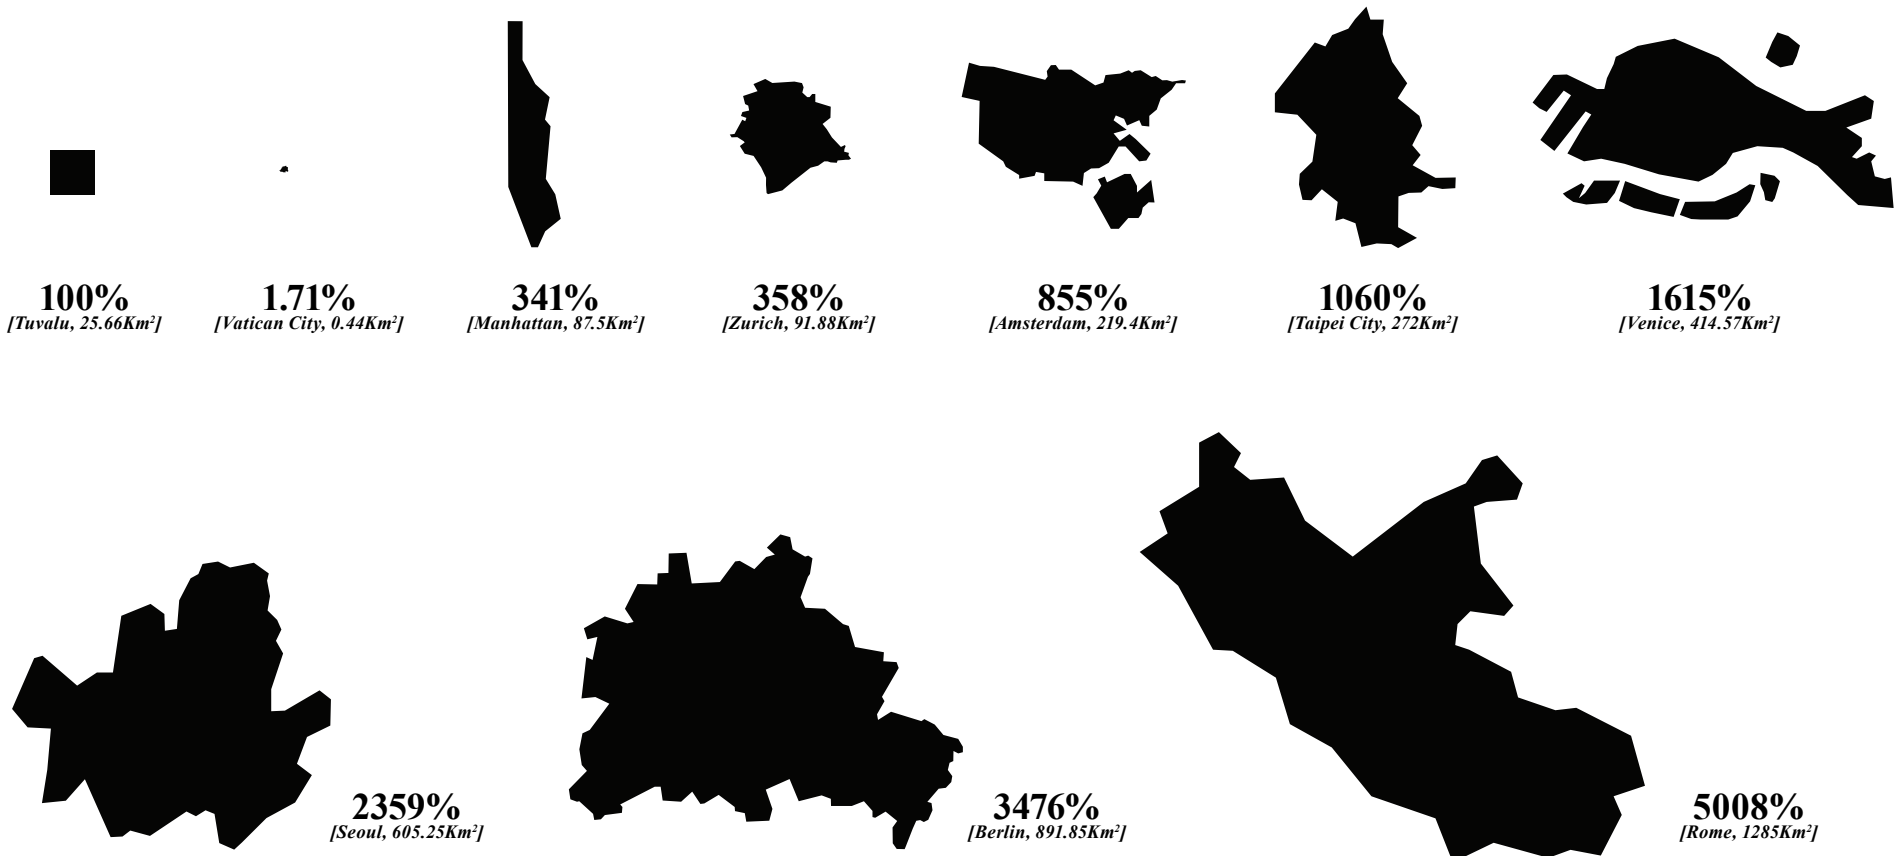 100%
[Tuvalu, 25.66Km²]
1.71%
[Vatican City, 0.44Km²]
341%
[Manhattan, 87.5Km²]
358%
[Zurich, 91.88Km²]
855%
[Amsterdam, 219.4Km²]
1060%
[Taipei City, 272Km²]
1615%
[Venice, 414.57Km²]
2359%
[Seoul, 605.25Km²]
3476%
[Berlin, 891.85Km²]
5008%
[Rome, 1285Km²]